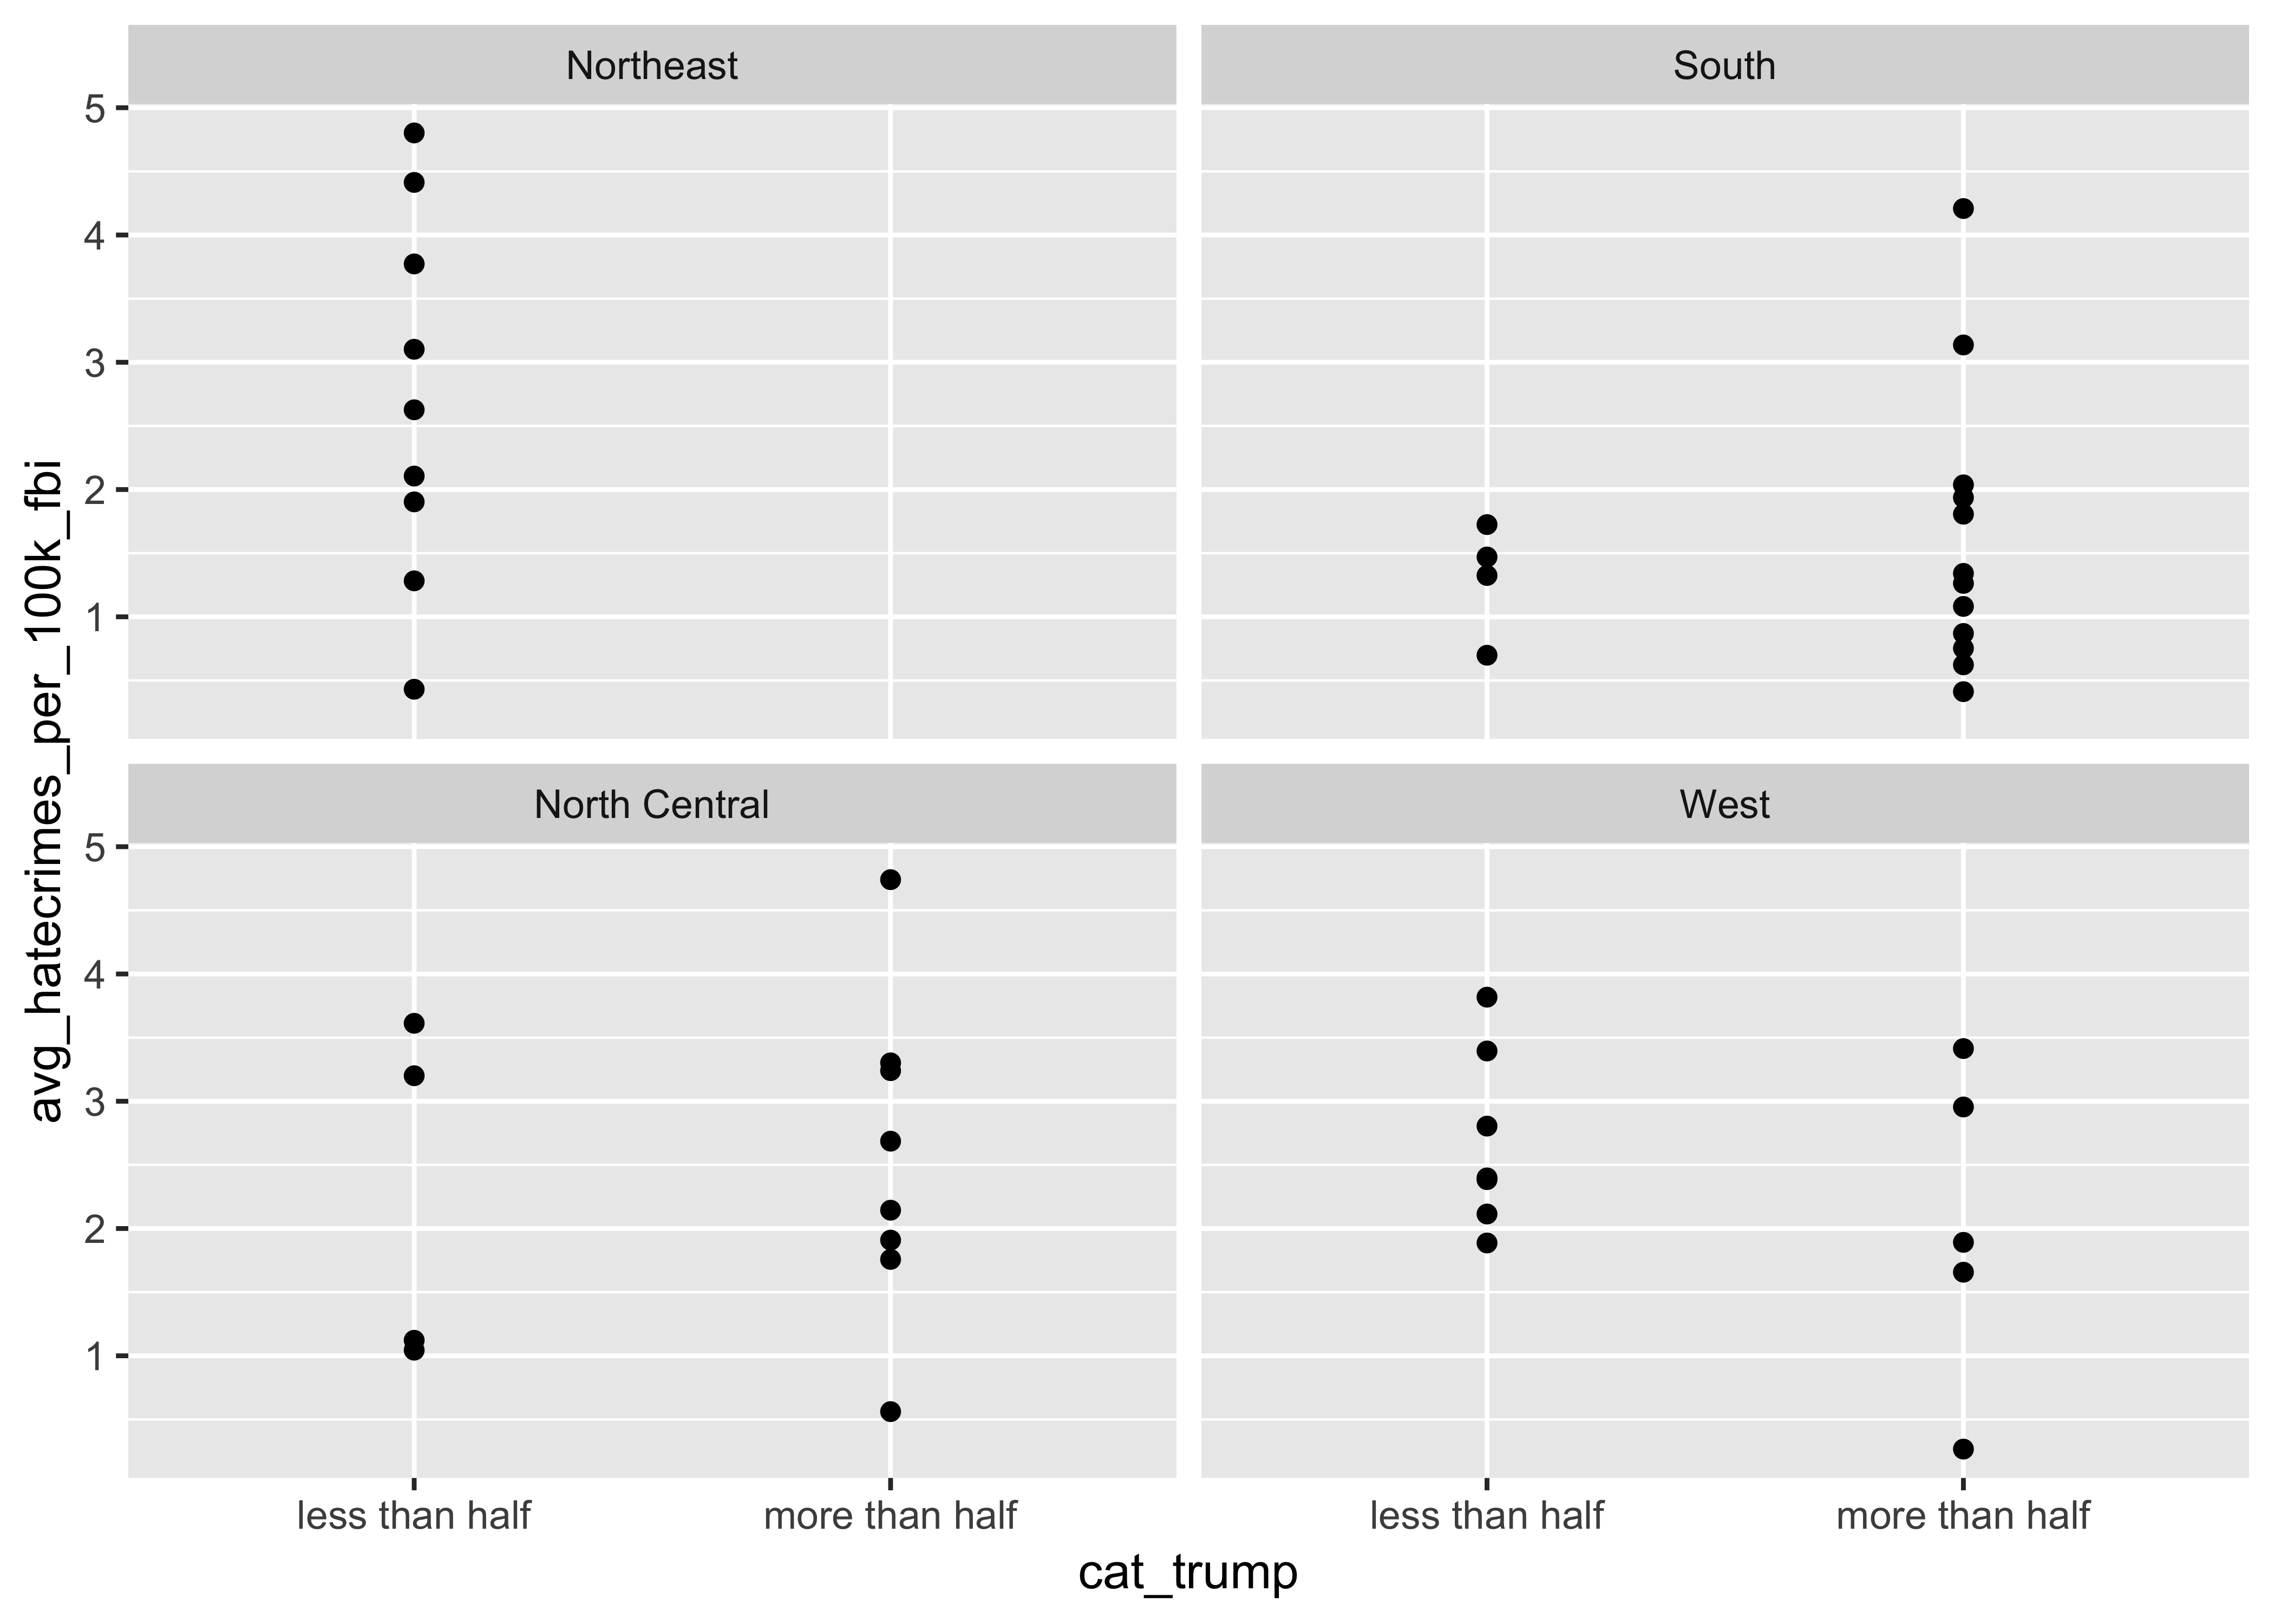 Northeast
South
5
4
3
2
1
North Central
West
5
4
3
2
1
less than half
more than half
less than half
more than half
cat_trump
avg_hatecrimes_per_100k_fbi